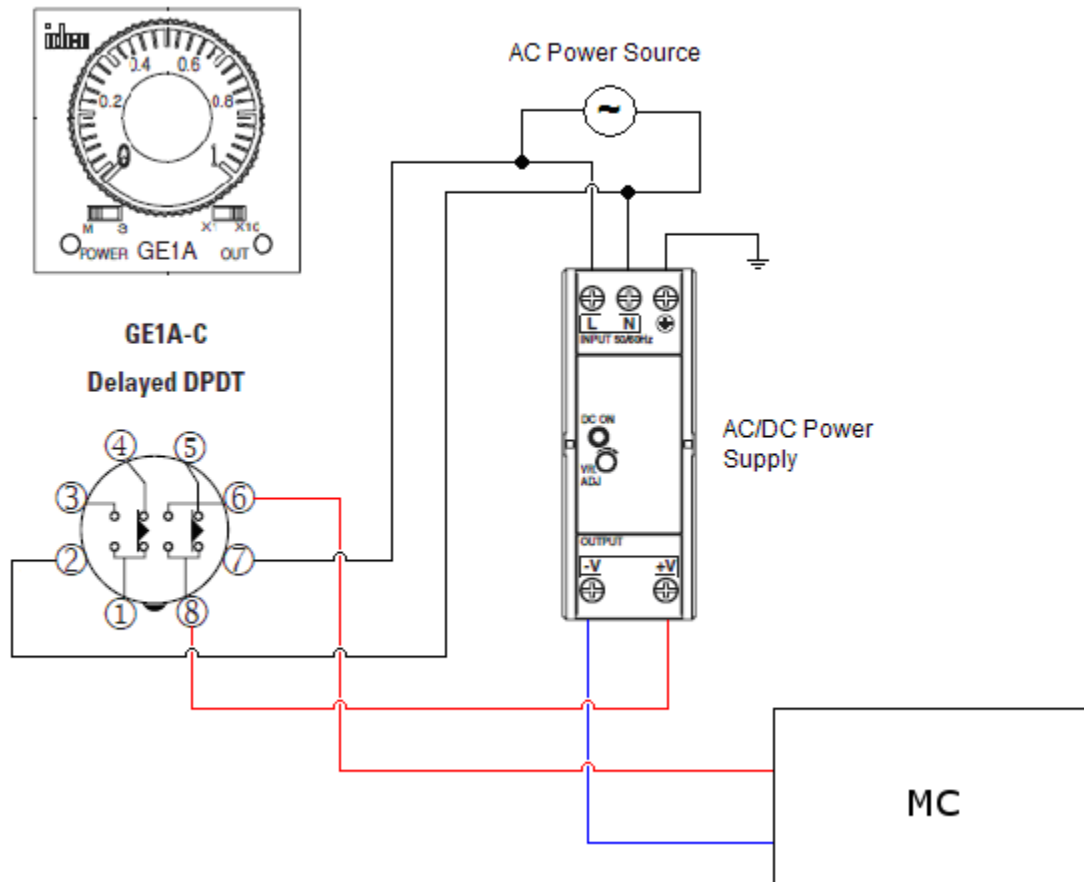 idec
AC Power Source
0.4 0.6
0.2 0.8
0 1
M S X1 X10
POWER GE1A OUT
GE1A-C
Delayed DPDT
L N
INPUT 50/60Hz
DC ON
VR.
ADJ
AC/DC Power
Supply
4 5
3 6
2 7
1 8
OUTPUT
-V +V
MC